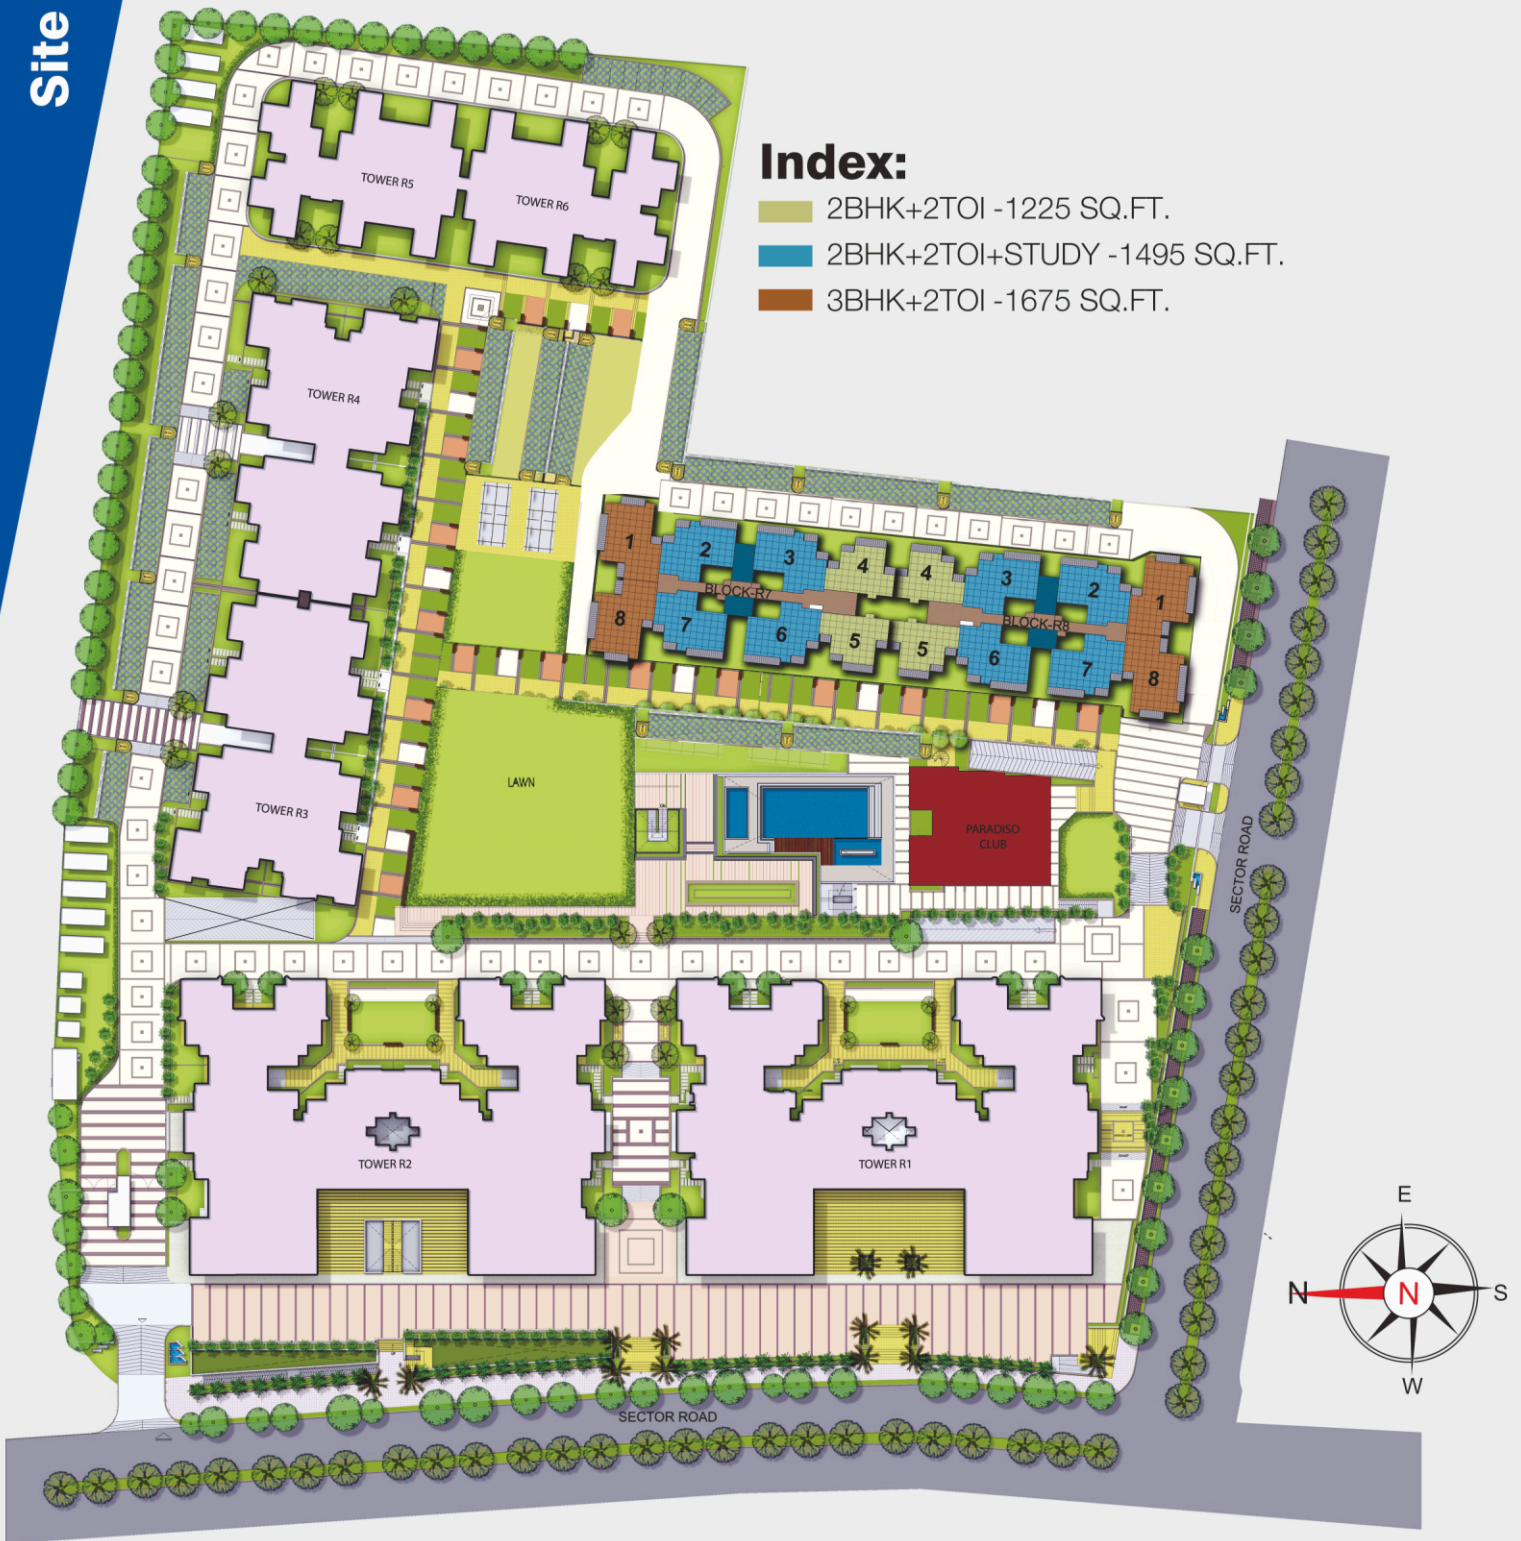 Site
Index:
2BHK+2TOI -1225 SQ.FT.
2BHK+2TOI+STUDY -1495 SQ.FT.
3BHK+2TOI -1675 SQ.FT.
TOWER R5
TOWER R6
TOWER R4
1
2
3
4
4
3
2
1
BLOCK-R7
BLOCK-R8
8
7
6
5
5
6
7
8
LAWN
TOWER R3
PARADISO
CLUB
SECTOR ROAD
TOWER R2
TOWER R1
E
N
N
S
W
SECTOR ROAD